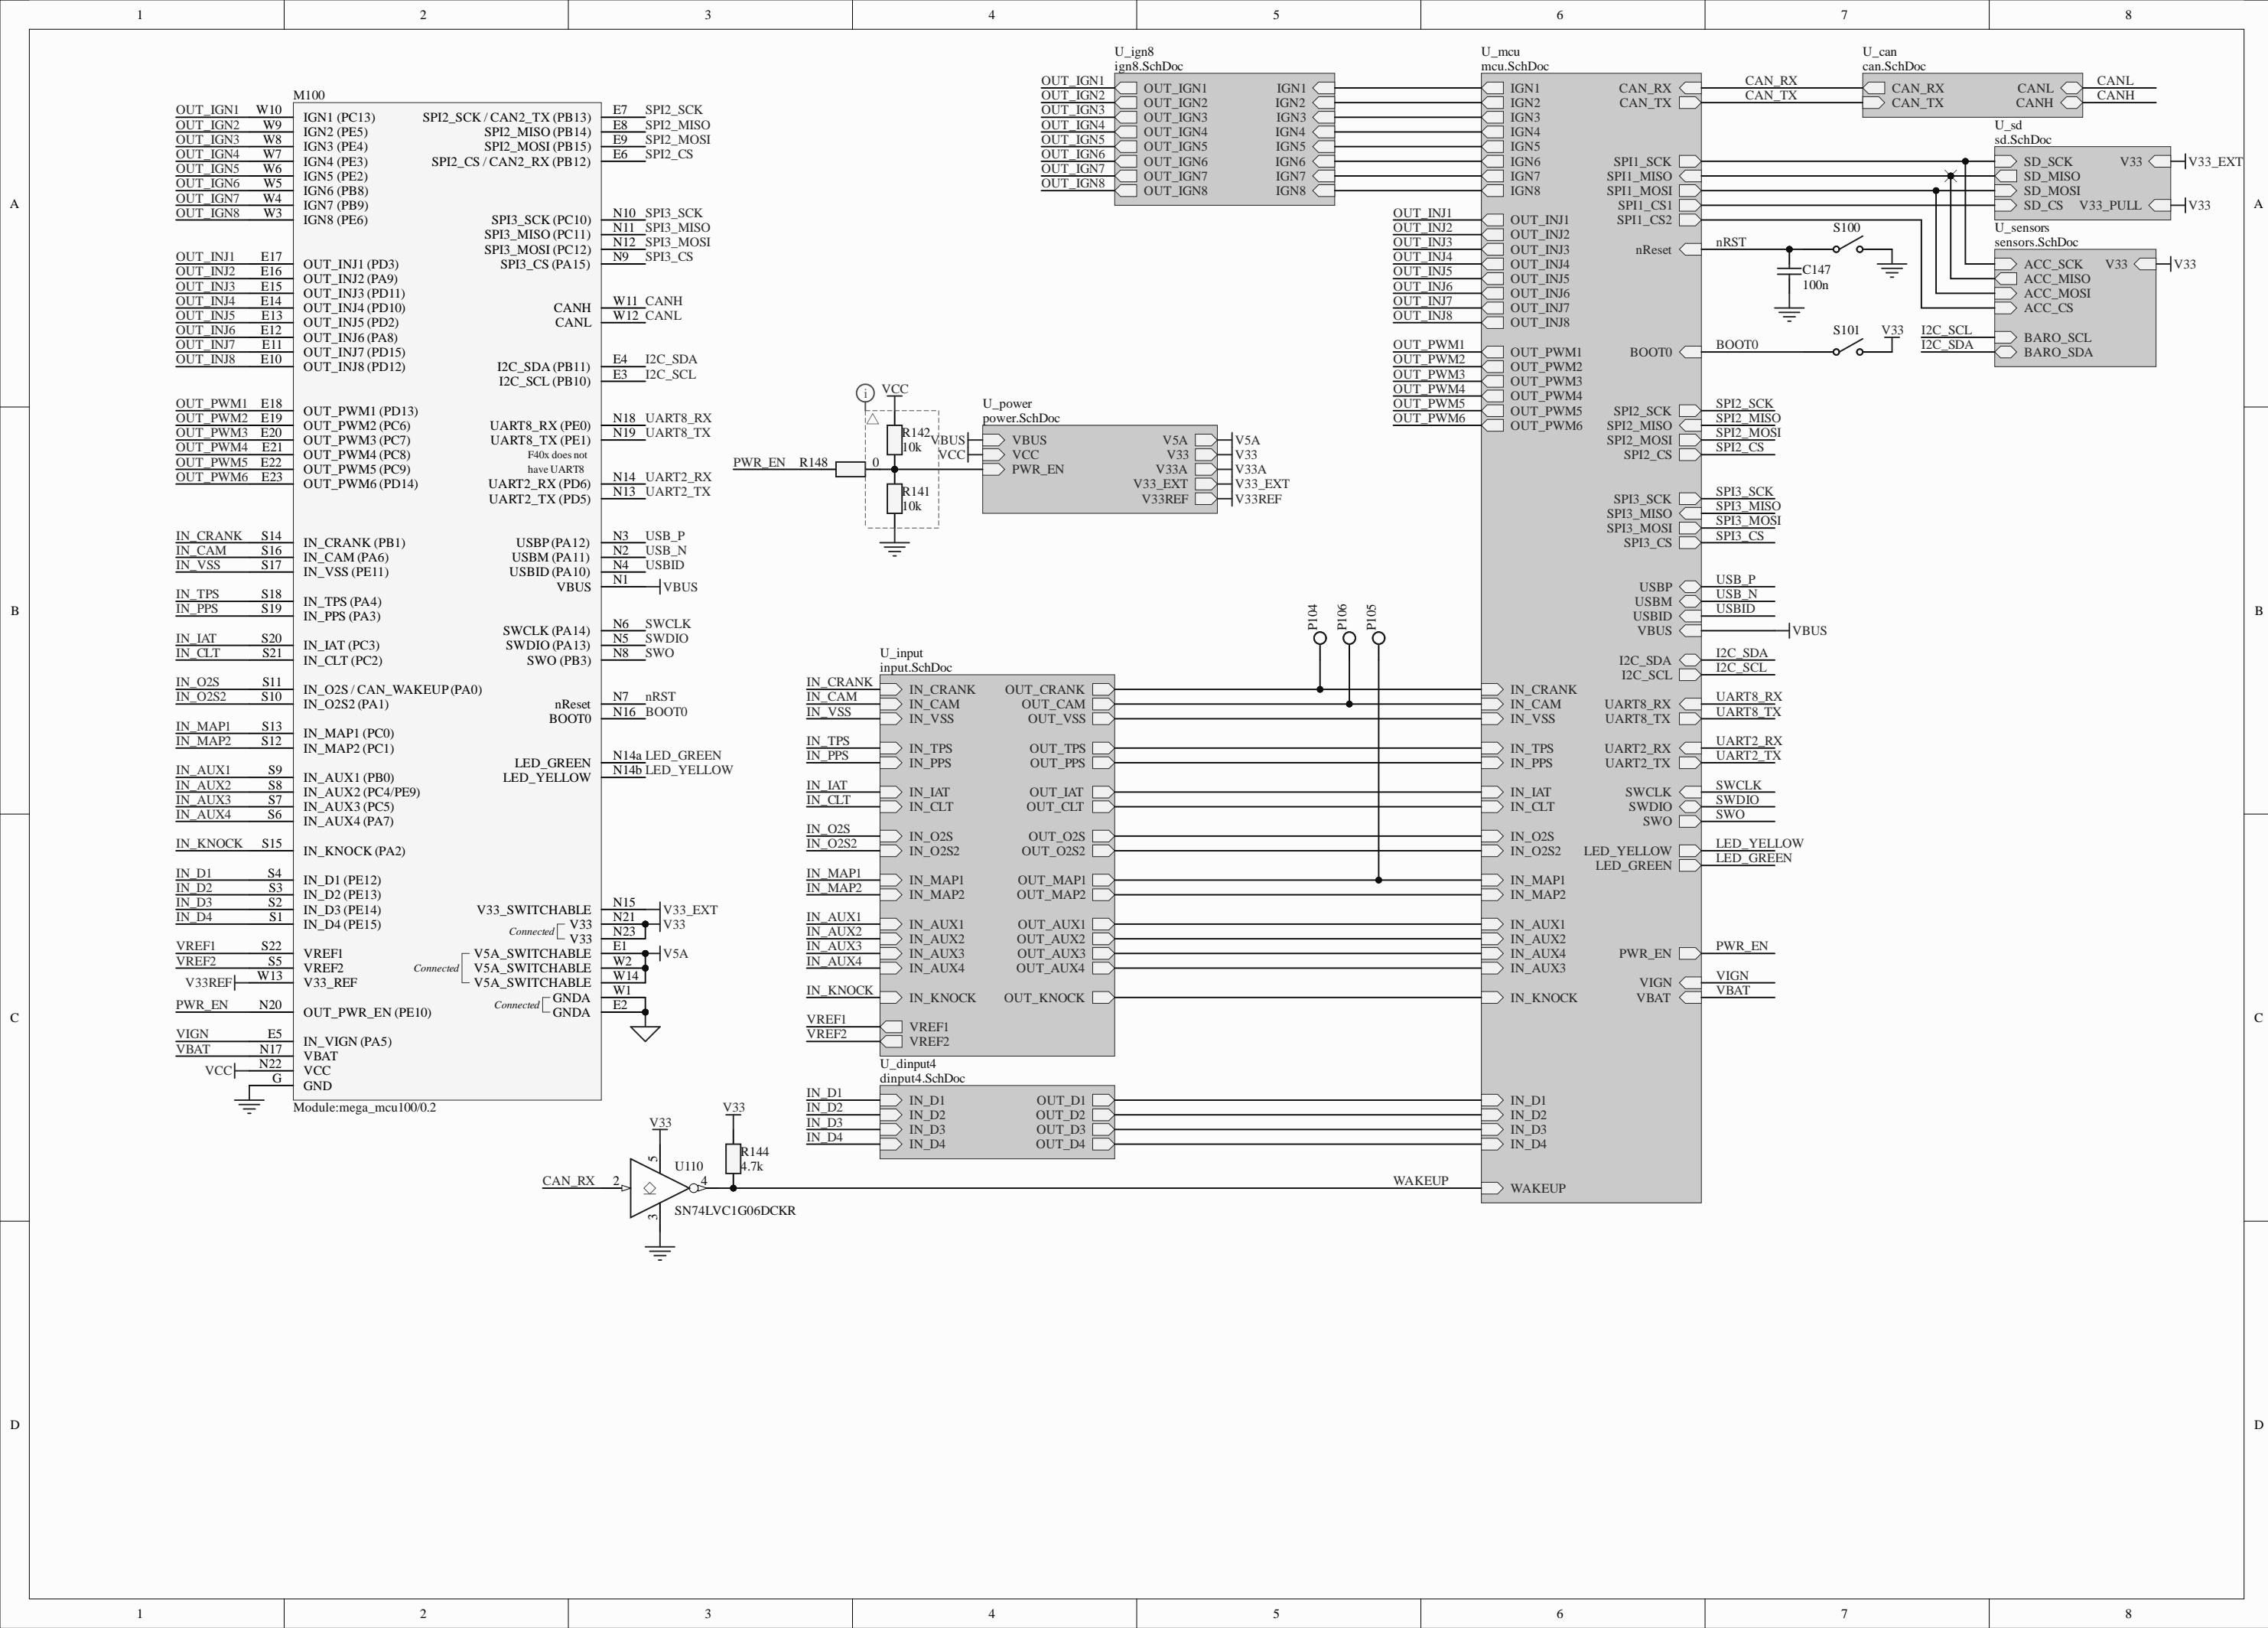 1 2 3 4 5 6 7 8
A
B
C
D
M100
OUT_IGN1 W10 IGN1 (PC13)
OUT_IGN2 W9 IGN2 (PE5)
OUT_IGN3 W8 IGN3 (PE4)
OUT_IGN4 W7 IGN4 (PE3)
OUT_IGN5 W6 IGN5 (PE2)
OUT_IGN6 W5 IGN6 (PB8)
OUT_IGN7 W4 IGN7 (PB9)
OUT_IGN8 W3 IGN8 (PE6)
OUT_INJ1 E17 OUT_INJ1 (PD3)
OUT_INJ2 E16 OUT_INJ2 (PA9)
OUT_INJ3 E15 OUT_INJ3 (PD11)
OUT_INJ4 E14 OUT_INJ4 (PD10)
OUT_INJ5 E13 OUT_INJ5 (PD2)
OUT_INJ6 E12 OUT_INJ6 (PA8)
OUT_INJ7 E11 OUT_INJ7 (PD15)
OUT_INJ8 E10 OUT_INJ8 (PD12)
OUT_PWM1 E18 OUT_PWM1 (PD13)
OUT_PWM2 E19 OUT_PWM2 (PC6)
OUT_PWM3 E20 OUT_PWM3 (PC7)
OUT_PWM4 E21 OUT_PWM4 (PC8)
OUT_PWM5 E22 OUT_PWM5 (PC9)
OUT_PWM6 E23 OUT_PWM6 (PD14)
IN_CRANK S14 IN_CRANK (PB1)
IN_CAM S16 IN_CAM (PA6)
IN_VSS S17 IN_VSS (PE11)
IN_TPS S18 IN_TPS (PA4)
IN_PPS S19 IN_PPS (PA3)
IN_IAT S20 IN_IAT (PC3)
IN_CLT S21 IN_CLT (PC2)
IN_O2S S11 IN_O2S / CAN_WAKEUP (PA0)
IN_O2S2 S10 IN_O2S2 (PA1)
IN_MAP1 S13 IN_MAP1 (PC0)
IN_MAP2 S12 IN_MAP2 (PC1)
IN_AUX1 S9 IN_AUX1 (PB0)
IN_AUX2 S8 IN_AUX2 (PC4/PE9)
IN_AUX3 S7 IN_AUX3 (PC5)
IN_AUX4 S6 IN_AUX4 (PA7)
IN_KNOCK S15 IN_KNOCK (PA2)
IN_D1 S4 IN_D1 (PE12)
IN_D2 S3 IN_D2 (PE13)
IN_D3 S2 IN_D3 (PE14)
IN_D4 S1 IN_D4 (PE15)
VREF1 S22 VREF1
VREF2 S5 VREF2
V33REF W13 V33_REF
PWR_EN N20 OUT_PWR_EN (PE10)
VIGN E5 IN_VIGN (PA5)
VBAT N17 VBAT
VCC N22 VCC
G GND
Module:mega_mcu100/0.2
SPI2_SCK / CAN2_TX (PB13) E7 SPI2_SCK
SPI2_MISO (PB14) E8 SPI2_MISO
SPI2_MOSI (PB15) E9 SPI2_MOSI
SPI2_CS / CAN2_RX (PB12) E6 SPI2_CS
SPI3_SCK (PC10) N10 SPI3_SCK
SPI3_MISO (PC11) N11 SPI3_MISO
SPI3_MOSI (PC12) N12 SPI3_MOSI
SPI3_CS (PA15) N9 SPI3_CS
CANH W11 CANH
CANL W12 CANL
I2C_SDA (PB11) E4 I2C_SDA
I2C_SCL (PB10) E3 I2C_SCL
UART8_RX (PE0) N18 UART8_RX
UART8_TX (PE1) N19 UART8_TX
F40x does not
have UART8
UART2_RX (PD6) N14 UART2_RX
UART2_TX (PD5) N13 UART2_TX
USBP (PA12) N3 USB_P
USBM (PA11) N2 USB_N
USBID (PA10) N4 USBID
VBUS N1 VBUS
SWCLK (PA14) N6 SWCLK
SWDIO (PA13) N5 SWDIO
SWO (PB3) N8 SWO
nReset N7 nRST
BOOT0 N16 BOOT0
LED_GREEN N14a LED_GREEN
LED_YELLOW N14b LED_YELLOW
V33_SWITCHABLE N15 V33_EXT
Connected V33 N21 V33
V33 N23
V5A_SWITCHABLE E1 V5A
Connected V5A_SWITCHABLE W2
V5A_SWITCHABLE W14
Connected GNDA W1
GNDA E2
CAN_RX 2 5 3 4 V33 U110
SN74LVC1G06DCKR
V33
R144
4.7k
WAKEUP
i VCC
R142
10k
PWR_EN R148 0
R141
10k
U_power
power.SchDoc
VBUS VBUS V5A V5A
VCC VCC V33 V33
PWR_EN V33A V33A
V33_EXT V33_EXT
V33REF V33REF
U_ign8
ign8.SchDoc
OUT_IGN1 OUT_IGN1 IGN1
OUT_IGN2 OUT_IGN2 IGN2
OUT_IGN3 OUT_IGN3 IGN3
OUT_IGN4 OUT_IGN4 IGN4
OUT_IGN5 OUT_IGN5 IGN5
OUT_IGN6 OUT_IGN6 IGN6
OUT_IGN7 OUT_IGN7 IGN7
OUT_IGN8 OUT_IGN8 IGN8
P104 P106 P105
U_input
input.SchDoc
IN_CRANK IN_CRANK OUT_CRANK
IN_CAM IN_CAM OUT_CAM
IN_VSS IN_VSS OUT_VSS
IN_TPS IN_TPS OUT_TPS
IN_PPS IN_PPS OUT_PPS
IN_IAT IN_IAT OUT_IAT
IN_CLT IN_CLT OUT_CLT
IN_O2S IN_O2S OUT_O2S
IN_O2S2 IN_O2S2 OUT_O2S2
IN_MAP1 IN_MAP1 OUT_MAP1
IN_MAP2 IN_MAP2 OUT_MAP2
IN_AUX1 IN_AUX1 OUT_AUX1
IN_AUX2 IN_AUX2 OUT_AUX2
IN_AUX3 IN_AUX3 OUT_AUX3
IN_AUX4 IN_AUX4 OUT_AUX4
IN_KNOCK IN_KNOCK OUT_KNOCK
VREF1 VREF1
VREF2 VREF2
U_dinput4
dinput4.SchDoc
IN_D1 IN_D1 OUT_D1
IN_D2 IN_D2 OUT_D2
IN_D3 IN_D3 OUT_D3
IN_D4 IN_D4 OUT_D4
U_mcu
mcu.SchDoc
IGN1
IGN2
IGN3
IGN4
IGN5
IGN6
IGN7
IGN8
OUT_INJ1 OUT_INJ1
OUT_INJ2 OUT_INJ2
OUT_INJ3 OUT_INJ3
OUT_INJ4 OUT_INJ4
OUT_INJ5 OUT_INJ5
OUT_INJ6 OUT_INJ6
OUT_INJ7 OUT_INJ7
OUT_INJ8 OUT_INJ8
OUT_PWM1 OUT_PWM1
OUT_PWM2 OUT_PWM2
OUT_PWM3 OUT_PWM3
OUT_PWM4 OUT_PWM4
OUT_PWM5 OUT_PWM5
OUT_PWM6 OUT_PWM6
IN_CRANK
IN_CAM
IN_VSS
IN_TPS
IN_PPS
IN_IAT
IN_CLT
IN_O2S
IN_O2S2
IN_MAP1
IN_MAP2
IN_AUX1
IN_AUX2
IN_AUX4
IN_AUX3
IN_KNOCK
IN_D1
IN_D2
IN_D3
IN_D4
WAKEUP
CAN_RX CAN_RX
CAN_TX CAN_TX
SPI1_SCK
SPI1_MISO
SPI1_MOSI
SPI1_CS1
SPI1_CS2
nReset nRST S100
C147
100n
BOOT0 BOOT0 S101 V33
SPI2_SCK SPI2_SCK
SPI2_MISO SPI2_MISO
SPI2_MOSI SPI2_MOSI
SPI2_CS SPI2_CS
SPI3_SCK SPI3_SCK
SPI3_MISO SPI3_MISO
SPI3_MOSI SPI3_MOSI
SPI3_CS SPI3_CS
USBP USB_P
USBM USB_N
USBID USBID
VBUS VBUS
I2C_SDA I2C_SDA
I2C_SCL I2C_SCL
UART8_RX UART8_RX
UART8_TX UART8_TX
UART2_RX UART2_RX
UART2_TX UART2_TX
SWCLK SWCLK
SWDIO SWDIO
SWO SWO
LED_YELLOW LED_YELLOW
LED_GREEN LED_GREEN
PWR_EN PWR_EN
VIGN VIGN
VBAT VBAT
U_can
can.SchDoc
CAN_RX CANL CANL
CAN_TX CANH CANH
U_sd
sd.SchDoc
SD_SCK V33 V33_EXT
SD_MISO
SD_MOSI
SD_CS V33_PULL V33
U_sensors
sensors.SchDoc
ACC_SCK V33 V33
ACC_MISO
ACC_MOSI
ACC_CS
I2C_SCL BARO_SCL
I2C_SDA BARO_SDA
A
B
C
D
1 2 3 4 5 6 7 8